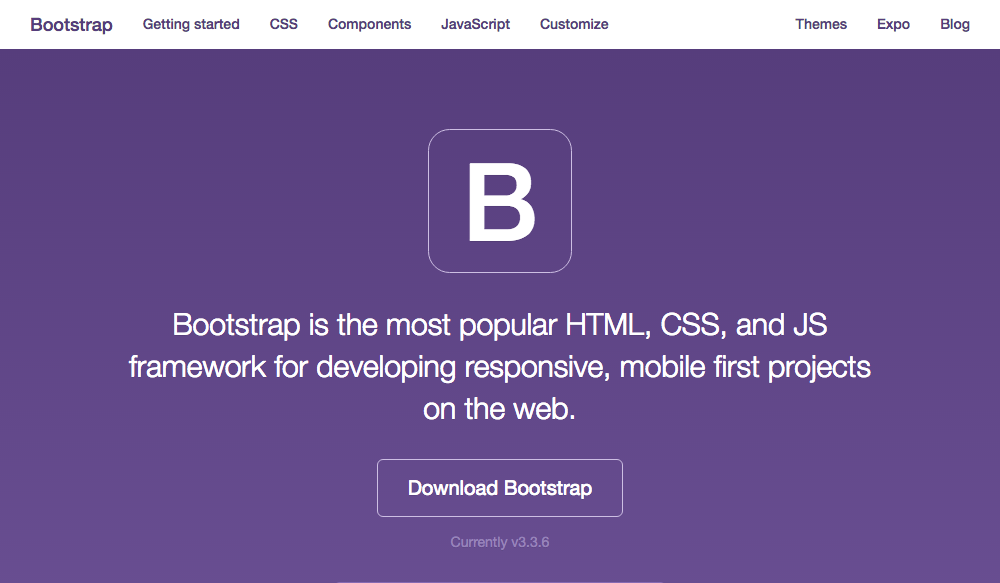 Bootstrap Getting started CSS Components JavaScript Customize Themes Expo Blog
B
Bootstrap is the most popular HTML, CSS, and JS
framework for developing responsive, mobile first projects
on the web.
Download Bootstrap
Currently v3.3.6